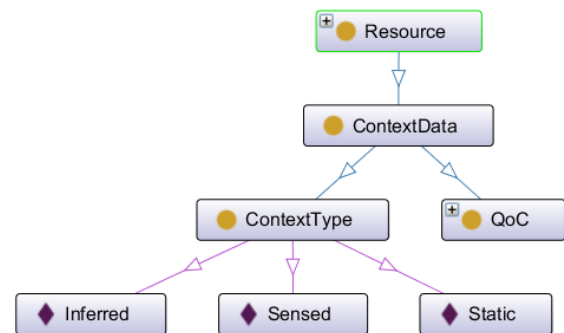 Resource
ContextData
ContextType
QoC
Inferred
Sensed
Static